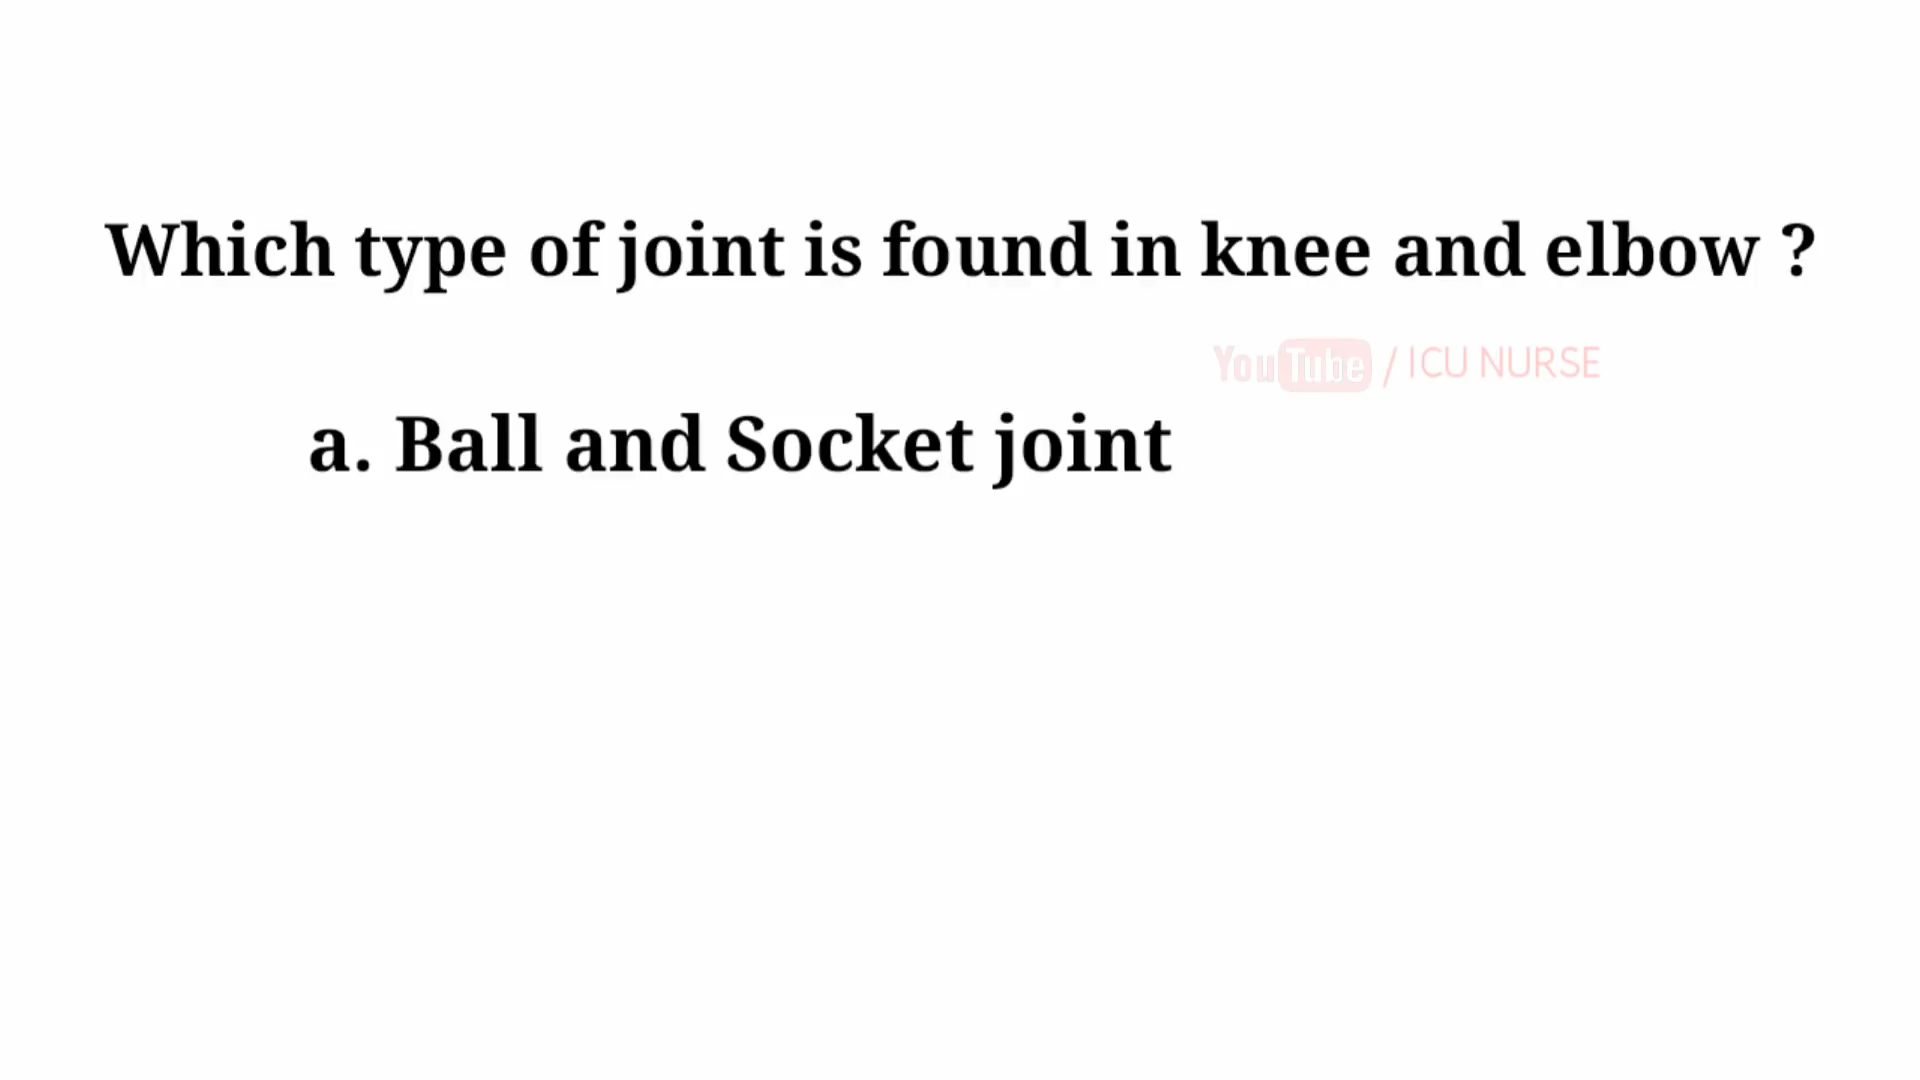 Which type of joint is found in knee and elbow ?
YouTube / ICU NURSE
a. Ball and Socket joint